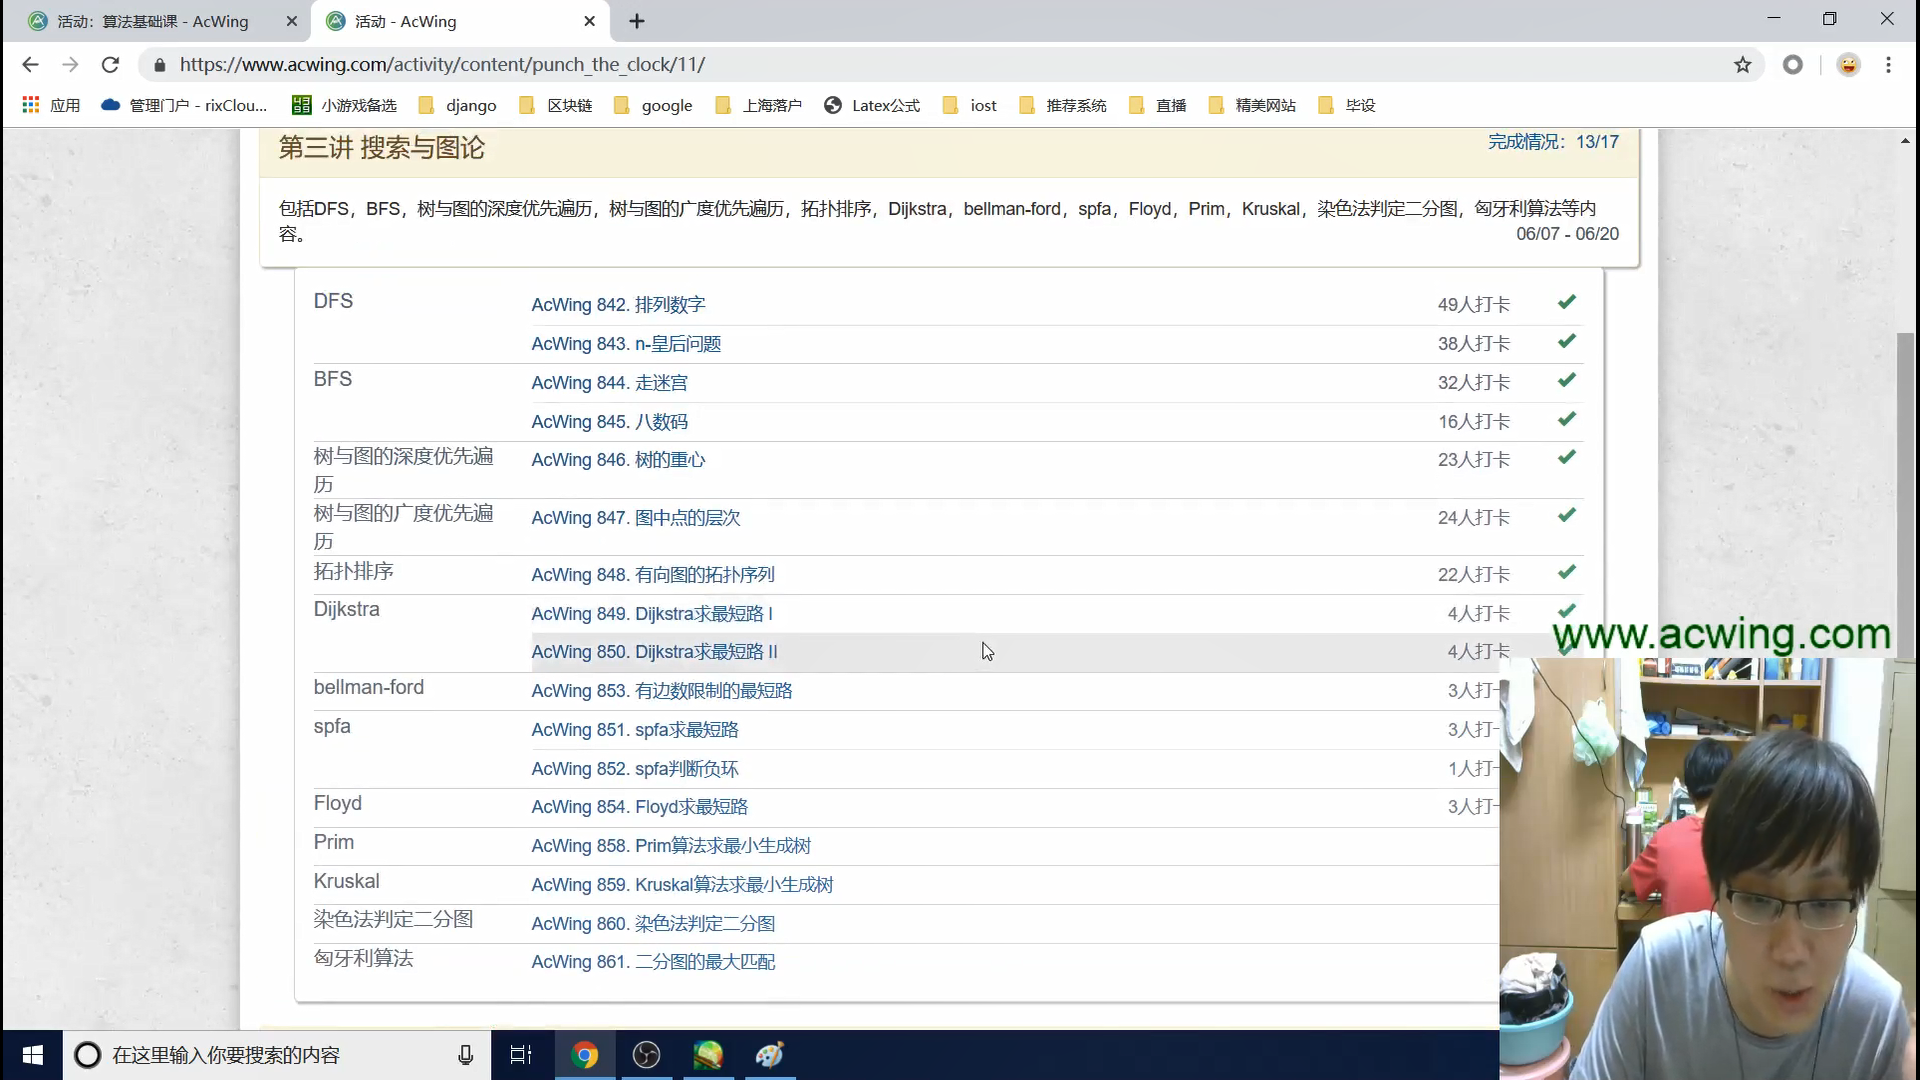 活动：算法基础课 - AcWing
活动 - AcWing
https://www.acwing.com/activity/content/punch_the_clock/11/
应用
管理门户 - rixClou...
小游戏备选
django
区块链
google
上海落户
Latex公式
iost
推荐系统
直播
精美网站
毕设
第三讲 搜索与图论
完成情况：13/17
包括DFS，BFS，树与图的深度优先遍历，树与图的广度优先遍历，拓扑排序，Dijkstra，bellman-ford，spfa，Floyd，Prim，Kruskal，染色法判定二分图，匈牙利算法等内
容。
06/07 - 06/20
DFS
AcWing 842. 排列数字
49人打卡
AcWing 843. n-皇后问题
38人打卡
BFS
AcWing 844. 走迷宫
32人打卡
AcWing 845. 八数码
16人打卡
树与图的深度优先遍
历
AcWing 846. 树的重心
23人打卡
树与图的广度优先遍
历
AcWing 847. 图中点的层次
24人打卡
拓扑排序
AcWing 848. 有向图的拓扑序列
22人打卡
Dijkstra
AcWing 849. Dijkstra求最短路 I
4人打卡
www.acwing.com
AcWing 850. Dijkstra求最短路 II
4人打卡
bellman-ford
AcWing 853. 有边数限制的最短路
3人打
spfa
AcWing 851. spfa求最短路
3人打
AcWing 852. spfa判断负环
1人打
Floyd
AcWing 854. Floyd求最短路
3人打
Prim
AcWing 858. Prim算法求最小生成树
Kruskal
AcWing 859. Kruskal算法求最小生成树
染色法判定二分图
AcWing 860. 染色法判定二分图
匈牙利算法
AcWing 861. 二分图的最大匹配
在这里输入你要搜索的内容